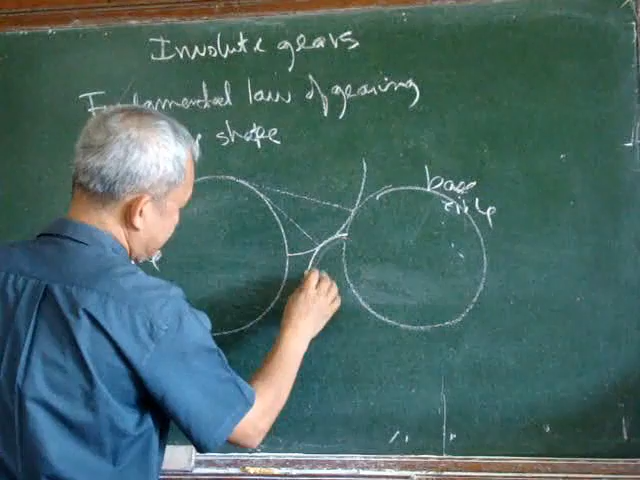 Involute gears
Fundamental law of gearing
shape
base
circle